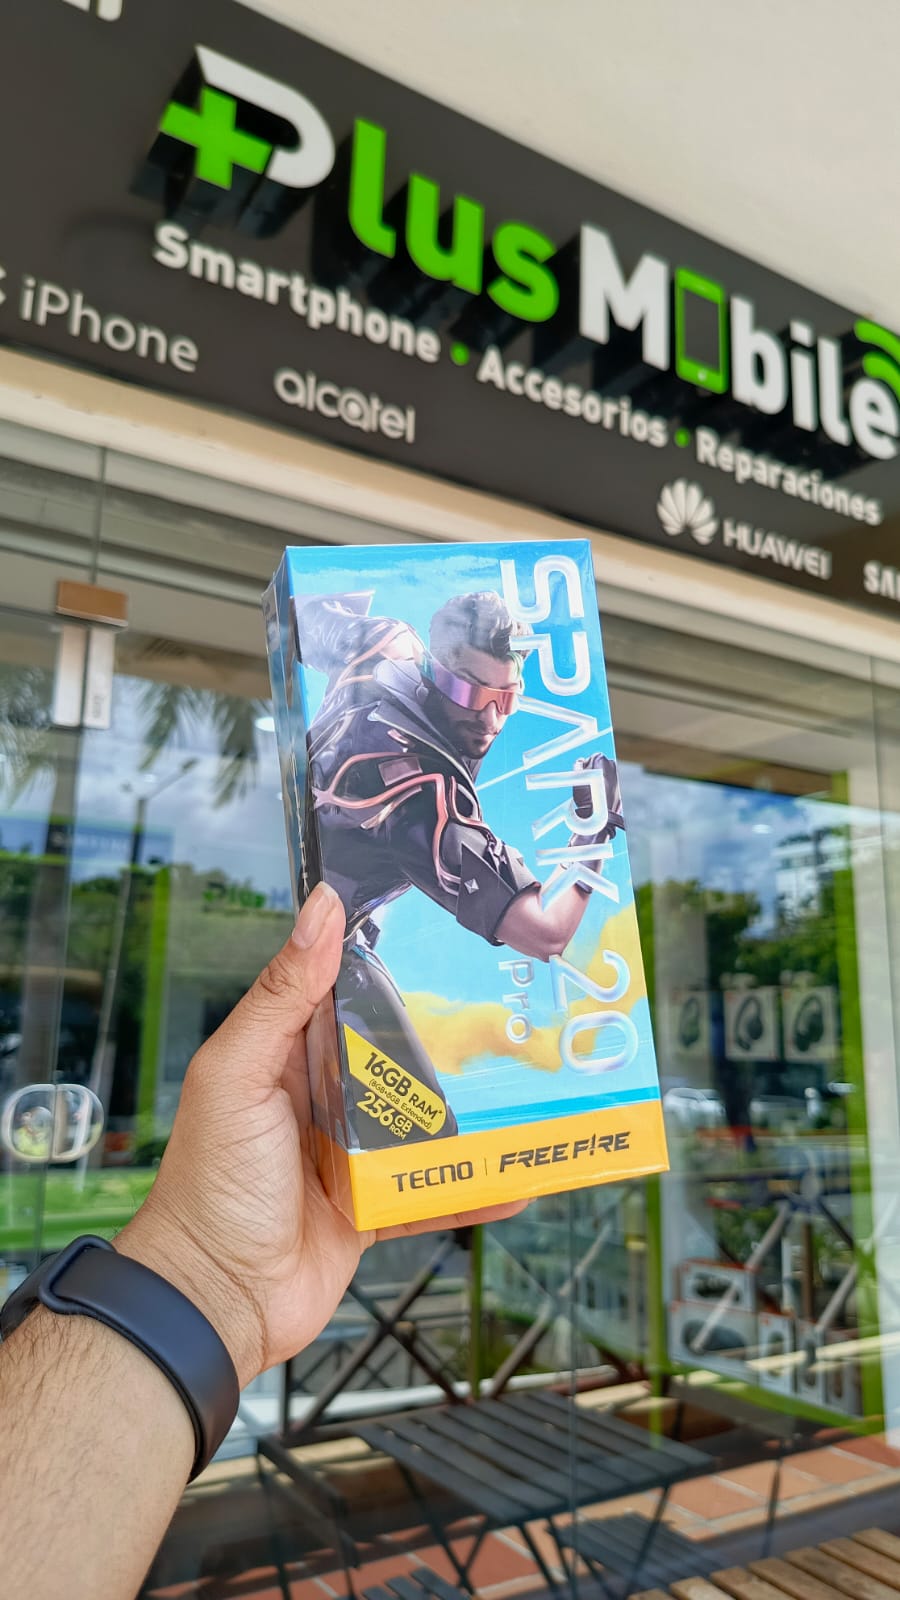 Plus Mobile
Smartphone • Accesorios • Reparaciones
iPhone
alcatel
HUAWEI
SPARK 20
Pro
16GB RAM*
(8GB+8GB Extended)
256GB
ROM
TECNO | FREE FIRE
Plus